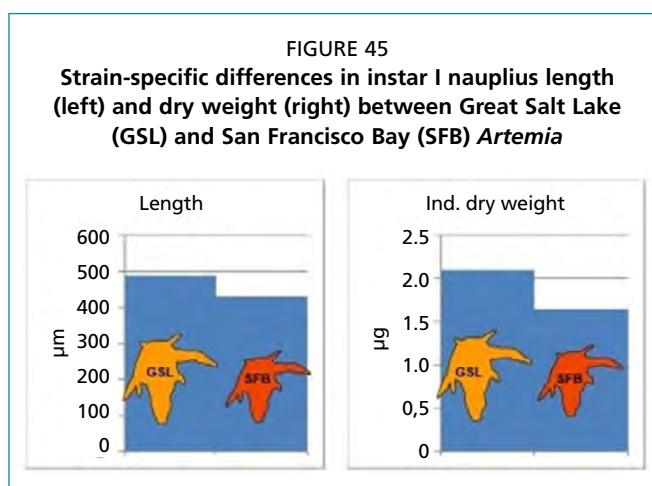 FIGURE 45
Strain-specific differences in instar I nauplius length
(left) and dry weight (right) between Great Salt Lake
(GSL) and San Francisco Bay (SFB) Artemia
Length
600
500
400
300
200
100
0
µm
GSL
SFB
Ind. dry weight
2.5
2.0
1.5
1.0
0,5
0
µg
GSL
SFB